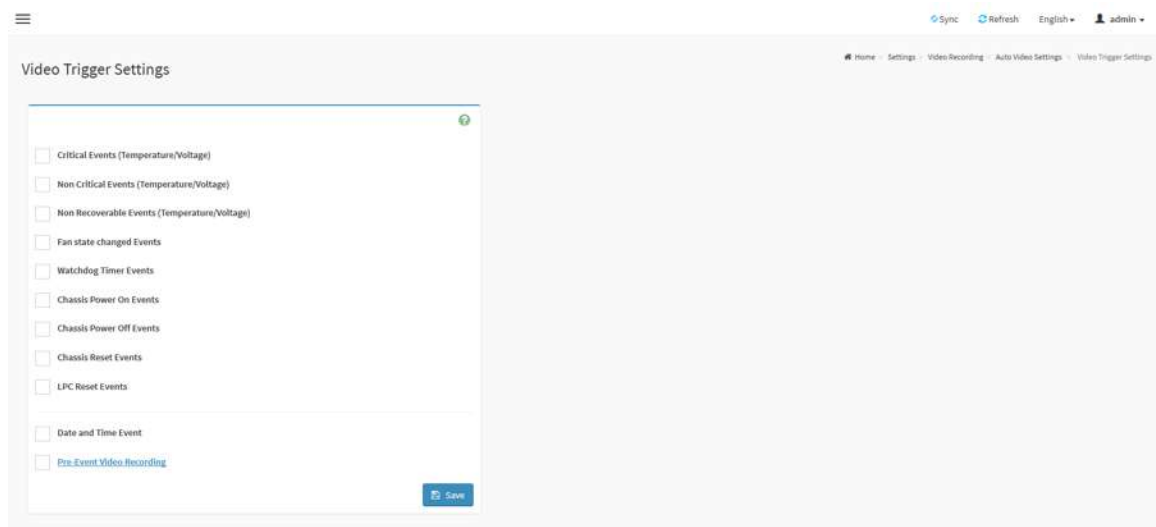 Sync Refresh English admin
Home Settings Video Recording Auto Video Settings Video Trigger Settings
Video Trigger Settings
Critical Events (Temperature/Voltage)
Non Critical Events (Temperature/Voltage)
Non Recoverable Events (Temperature/Voltage)
Fan state changed Events
Watchdog Timer Events
Chassis Power On Events
Chassis Power Off Events
Chassis Reset Events
LPC Reset Events
Date and Time Event
Pre-Event Video Recording
Save